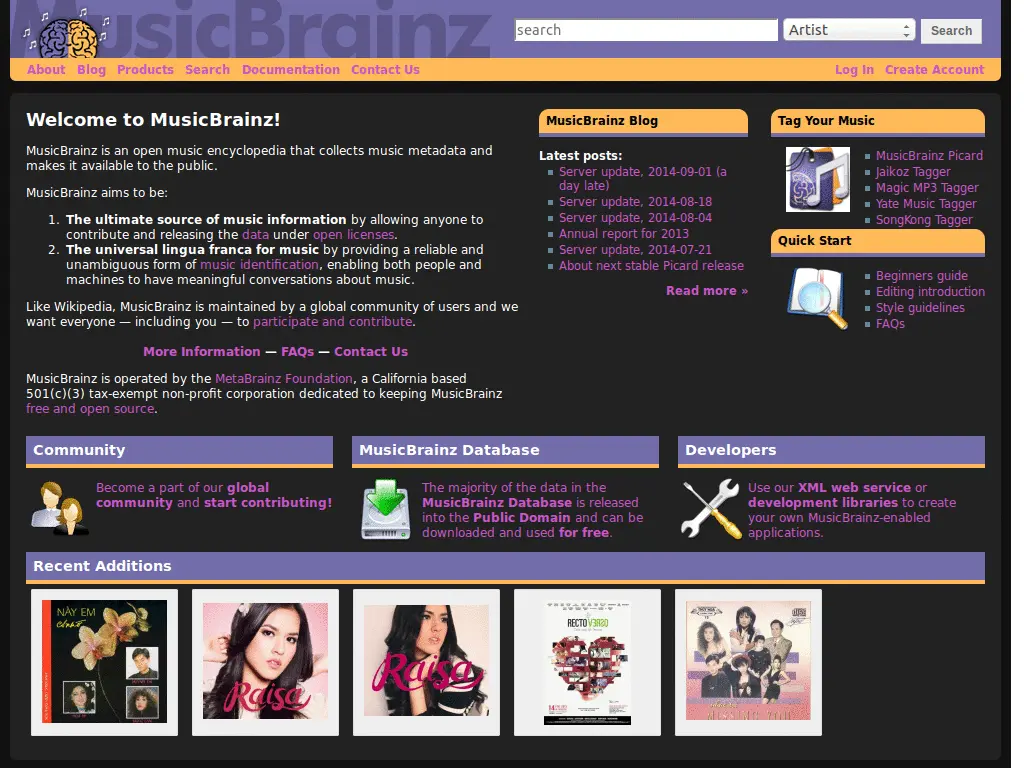 MusicBrainz
search
Artist
Search
About Blog Products Search Documentation Contact Us
Log In Create Account
Welcome to MusicBrainz!
MusicBrainz is an open music encyclopedia that collects music metadata and
makes it available to the public.
MusicBrainz aims to be:
1. The ultimate source of music information by allowing anyone to
contribute and releasing the data under open licenses.
2. The universal lingua franca for music by providing a reliable and
unambiguous form of music identification, enabling both people and
machines to have meaningful conversations about music.
Like Wikipedia, MusicBrainz is maintained by a global community of users and we
want everyone — including you — to participate and contribute.
More Information — FAQs — Contact Us
MusicBrainz is operated by the MetaBrainz Foundation, a California based
501(c)(3) tax-exempt non-profit corporation dedicated to keeping MusicBrainz
free and open source.
MusicBrainz Blog
Latest posts:
Server update, 2014-09-01 (a
day late)
Server update, 2014-08-18
Server update, 2014-08-04
Annual report for 2013
Server update, 2014-07-21
About next stable Picard release
Read more »
Tag Your Music
MusicBrainz Picard
Jaikoz Tagger
Magic MP3 Tagger
Yate Music Tagger
SongKong Tagger
Quick Start
Beginners guide
Editing introduction
Style guidelines
FAQs
Community
Become a part of our global
community and start contributing!
MusicBrainz Database
The majority of the data in the
MusicBrainz Database is released
into the Public Domain and can be
downloaded and used for free.
Developers
Use our XML web service or
development libraries to create
your own MusicBrainz-enabled
applications.
Recent Additions
NÀY EM
Raisa
Raisa
RECTOVERSO
MISSING YOU